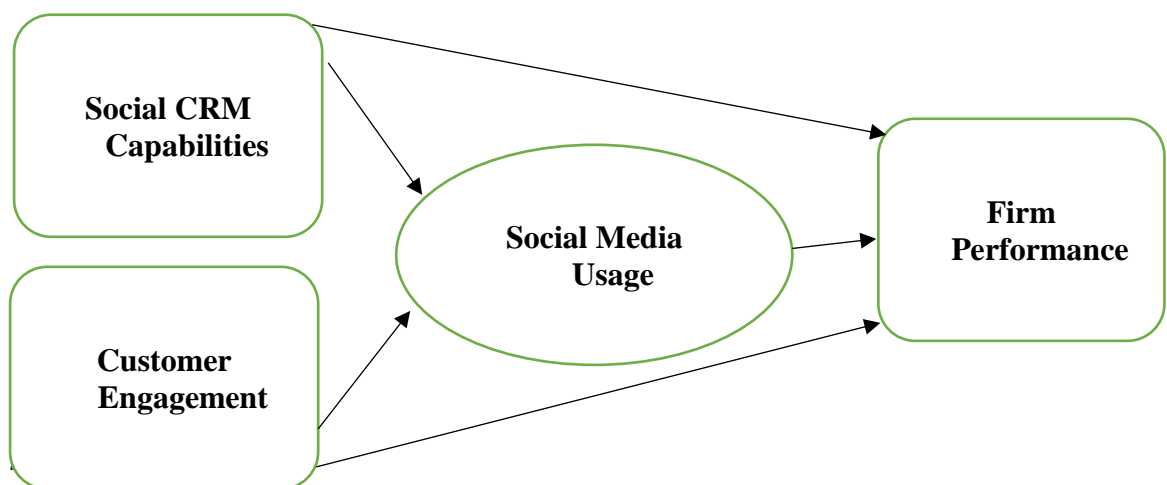 Social CRM
Capabilities
Customer
Engagement
Social Media
Usage
Firm
Performance